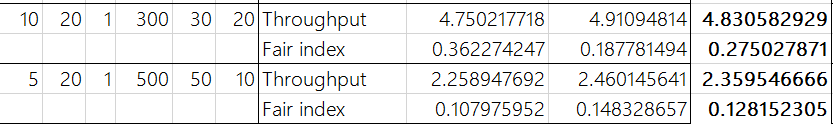 10 20 1 300 30 20 Throughput 4.750217718 4.91094814 4.830582929
Fair index 0.362274247 0.187781494 0.275027871
5 20 1 500 50 10 Throughput 2.258947692 2.460145641 2.359546666
Fair index 0.107975952 0.148328657 0.128152305